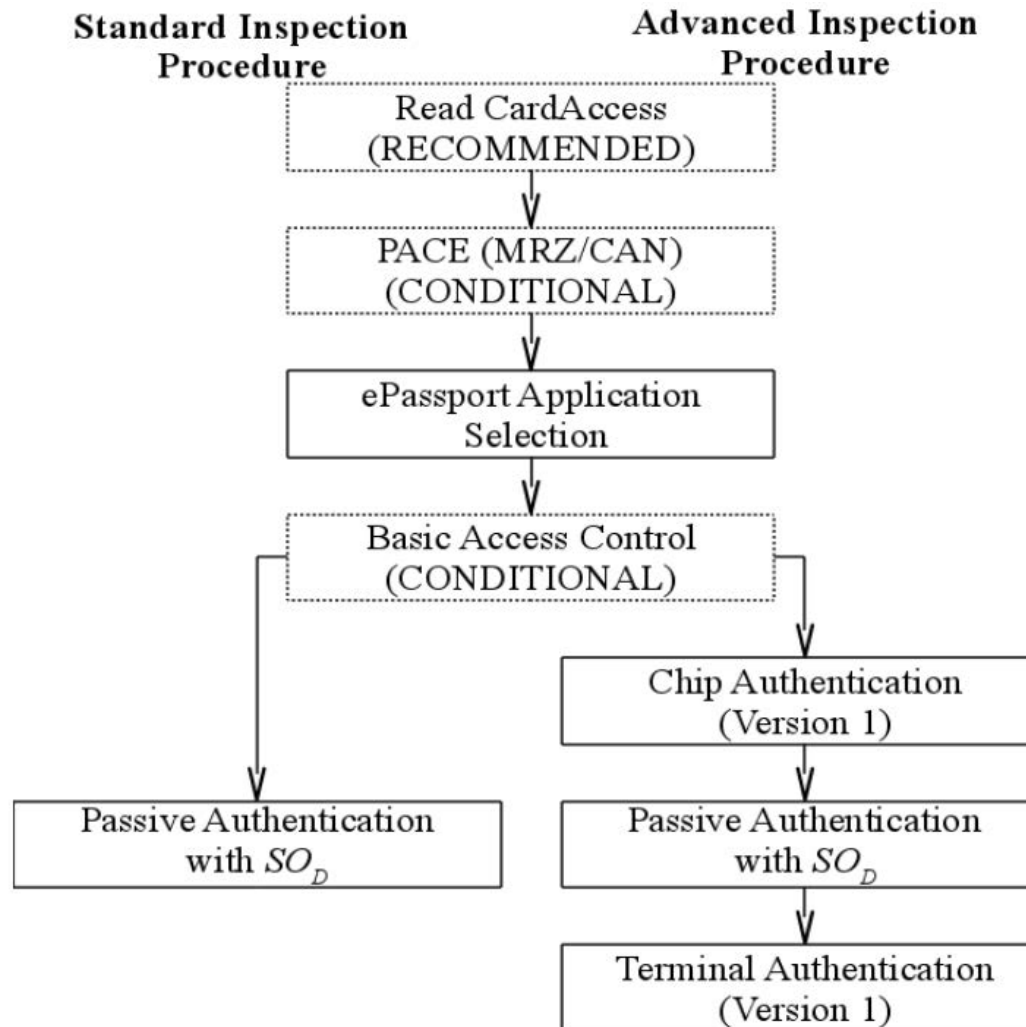 Standard Inspection
Procedure
Advanced Inspection
Procedure
Read CardAccess
(RECOMMENDED)
PACE (MRZ/CAN)
(CONDITIONAL)
ePassport Application
Selection
Basic Access Control
(CONDITIONAL)
Chip Authentication
(Version 1)
Passive Authentication
with SO_D
Passive Authentication
with SO_D
Terminal Authentication
(Version 1)